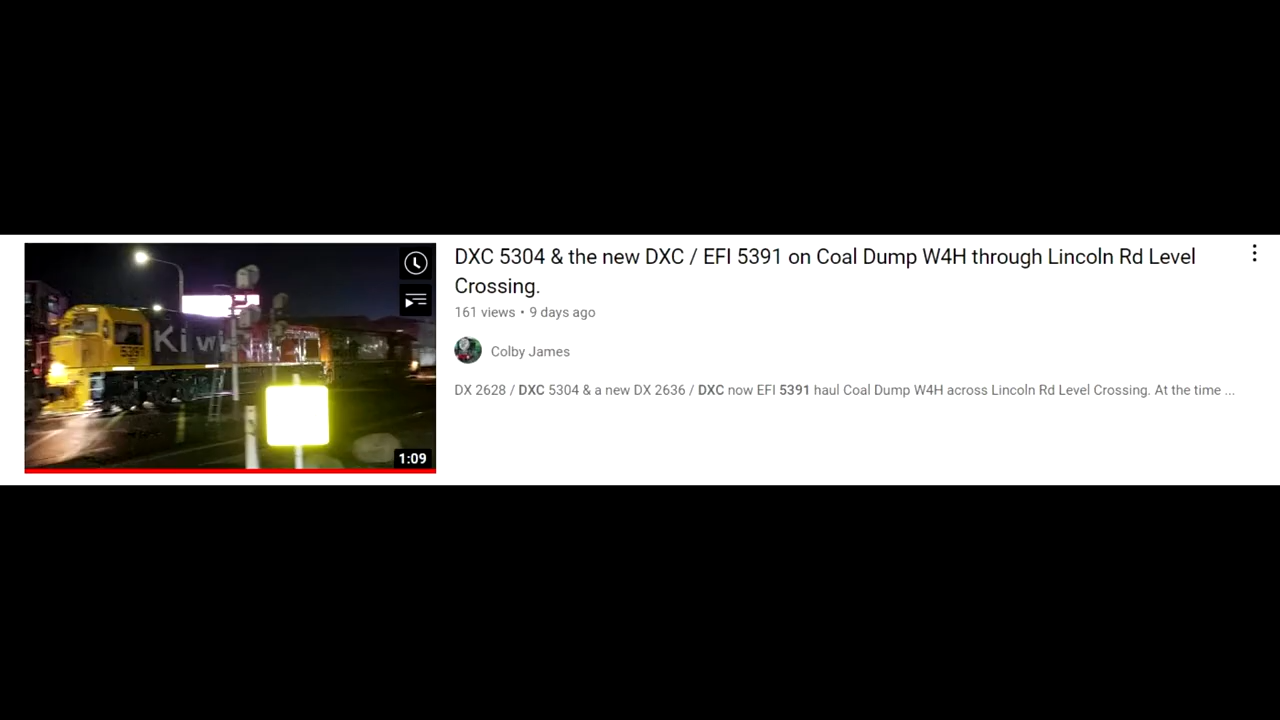 DXC 5304 & the new DXC / EFI 5391 on Coal Dump W4H through Lincoln Rd Level
Crossing.
161 views • 9 days ago
Colby James
DX 2628 / DXC 5304 & a new DX 2636 / DXC now EFI 5391 haul Coal Dump W4H across Lincoln Rd Level Crossing. At the time ...
5391
Kiwi
1:09